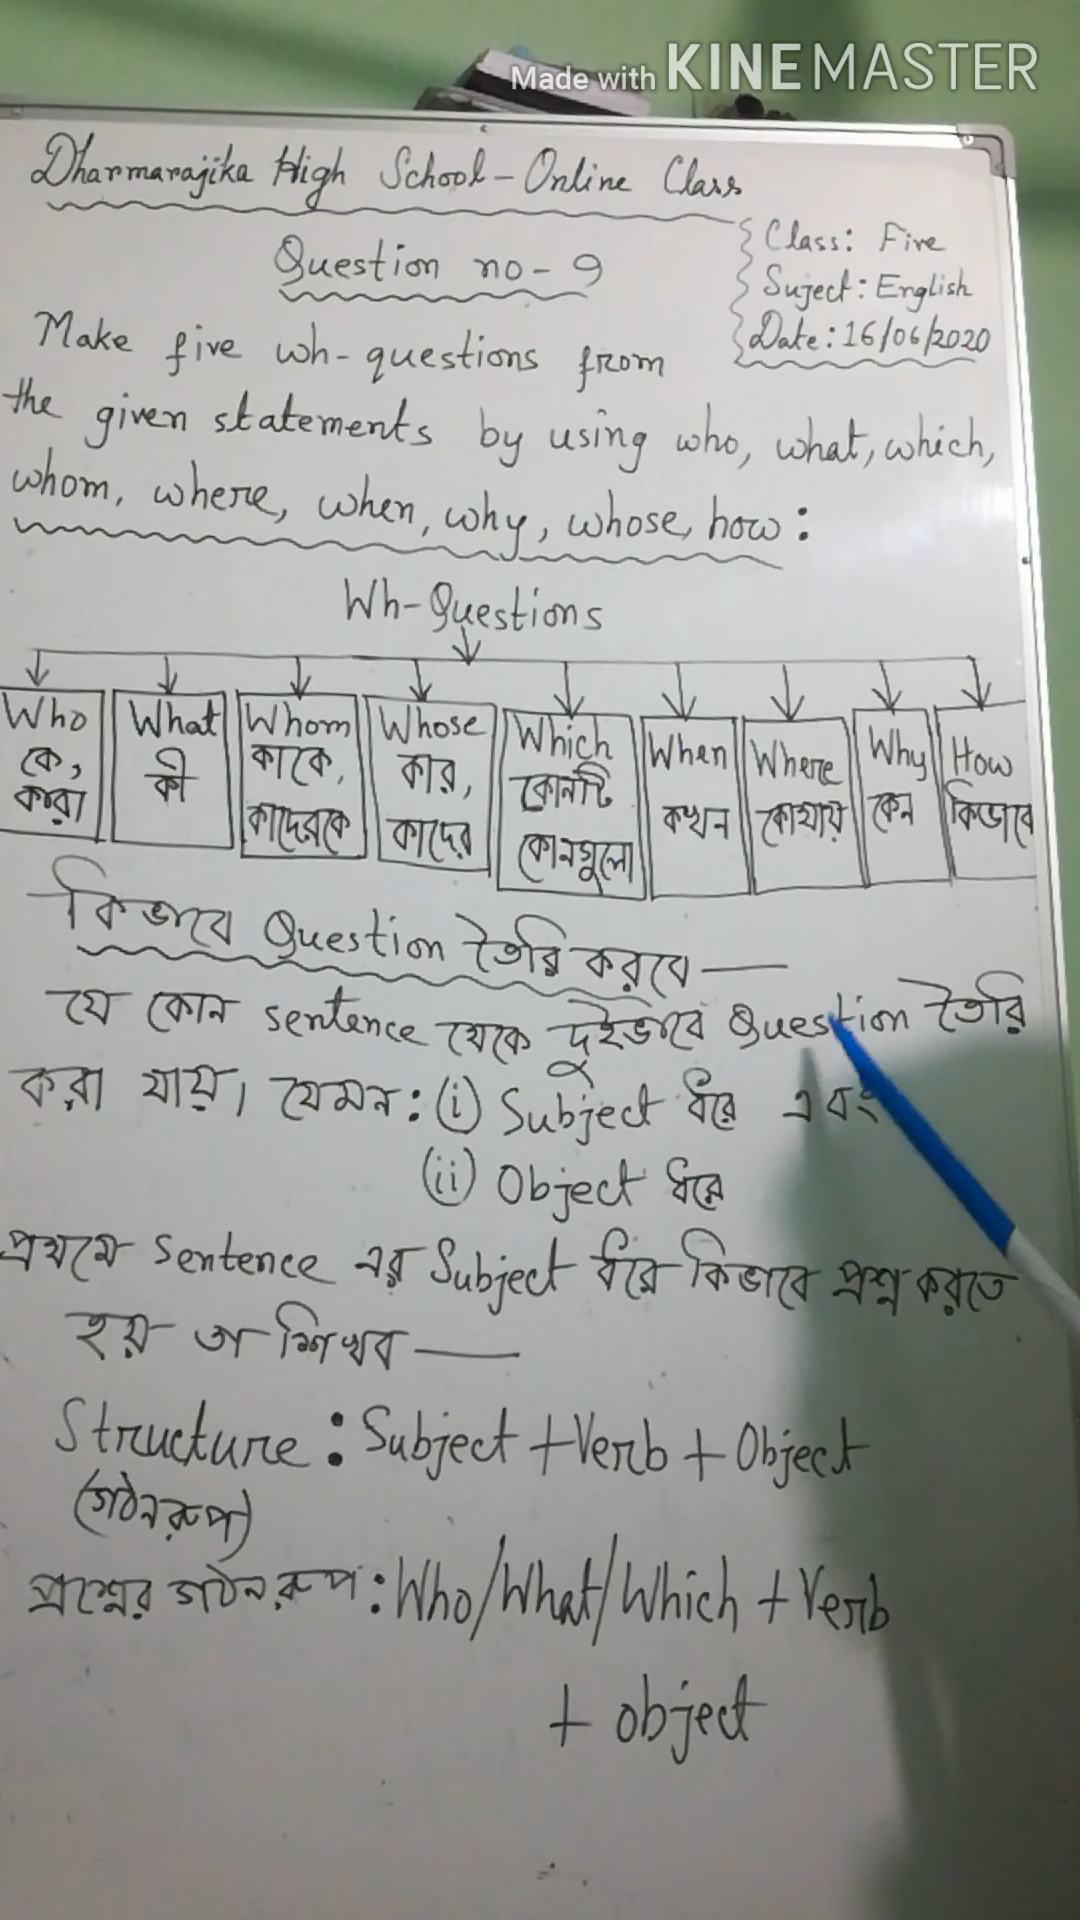 Made with KINEMASTER
Dharmarajika High School - Online Class
Class: Five
Suject: English
Date: 16/06/2020
Question no - 9
Make five wh-questions from
the given statements by using who, what, which,
whom, where, when, why, whose, how:
Wh-Questions
Who কে, কারা
What কী
Whom কাকে, কাদেরকে
Whose কার, কাদের
Which কোনটি কোনগুলো
When কখন
Where কোথায়
Why কেন
How কিভাবে
কিভাবে Question তৈরি করবে —
যে কোন sentence থেকে দুইভাবে Question তৈরি
করা যায়। যেমন: (i) Subject ধরে এবং
(ii) Object ধরে
প্রথমে sentence এর Subject ধরে কিভাবে প্রশ্ন করতে
হয় তা শিখব —
Structure: Subject + Verb + Object
(গঠনরুপ)
প্রশ্নের গঠনরুপ: Who/What/Which + Verb
+ object